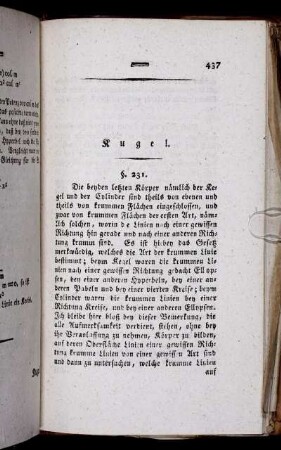 437
Kugel.
§. 231.
Die beyden letzten Körper nämlich der Ke-
gel und der Cylinder sind theils von ebenen und
theils von krummen Flächen eingeschlossen, und
zwar von krummen Flächen der ersten Art, näm-
lich solchen, worin die Linien nach einer gewissen
Richtung hin grade und nach einer anderen Rich-
tung krumm sind. Es ist hiebey das Gesetz
merkwürdig, welches die Art der krummen Linie
bestimmt; beym Kegel waren die krummen Li-
nien nach einer gewissen Richtung gedacht Ellyp-
sen, bey einer anderen Hyperbeln, bey einer an-
deren Pabeln und bey einer vierden Kreise; beym
Cylinder waren die krummen Linien bey einer
Richtung Kreise, und bey einer anderen Ellypsen.
Ich bleibe hier bloß bey dieser Bemerkung, die
alle Aufmerksamkeit verdient, stehen, ohne bey
ihr Veranlassung zu nehmen, Körper zu bilden,
auf deren Oberfläche Linien einer gewissen Rich-
tung krumme Linien von einer gewissen Art sind
und dann zu untersuchen, welche krumme Linien
auf